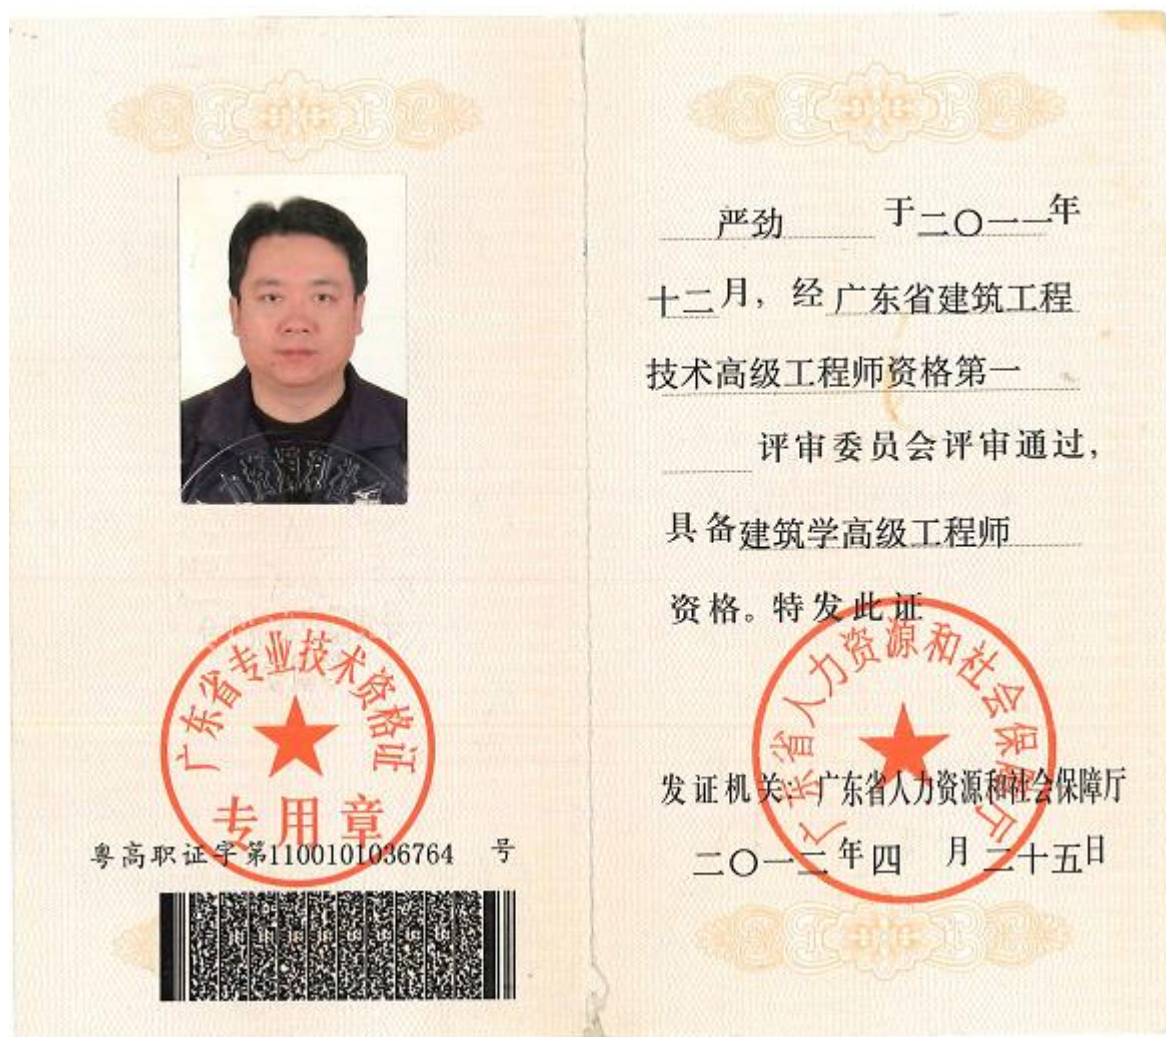 广东省专业技术资格证
专用章
粤高职证字第1100101036764 号
严劲 于二〇一一年
十二月，经广东省建筑工程
技术高级工程师资格第一
评审委员会评审通过，
具备建筑学高级工程师
资格。特发此证
广东省人力资源和社会保障厅
发证机关：广东省人力资源和社会保障厅
二〇一二年四 月二十五日